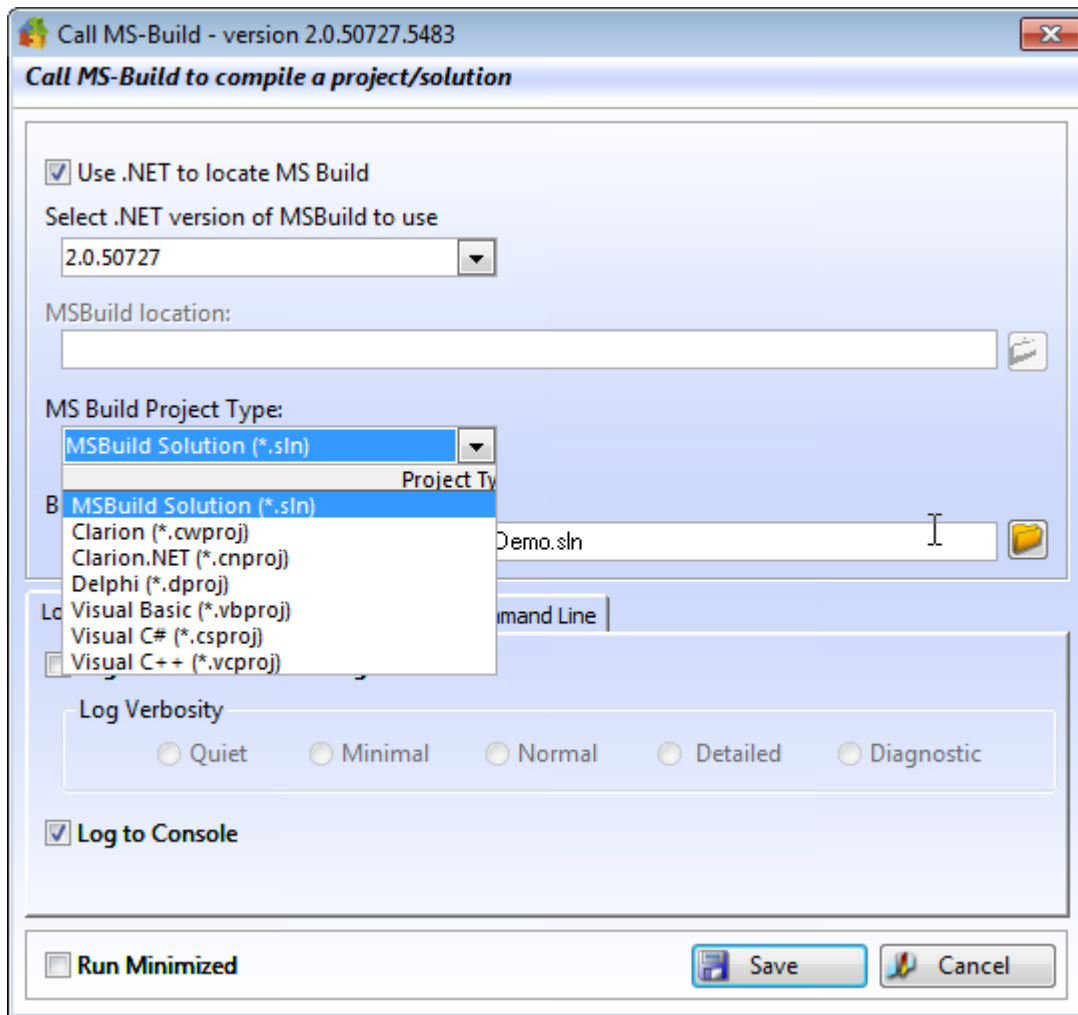 Call MS-Build - version 2.0.50727.5483
Call MS-Build to compile a project/solution
Use .NET to locate MS Build
Select .NET version of MSBuild to use
2.0.50727
MSBuild location:
MS Build Project Type:
MSBuild Solution (*.sln)
Project Ty
B
MSBuild Solution (*.sln)
Clarion (*.cwproj)
Clarion.NET (*.cnproj)
Delphi (*.dproj)
Visual Basic (*.vbproj)
Visual C# (*.csproj)
Visual C++ (*.vcproj)
Demo.sln
Lo
mmand Line
Log Verbosity
Quiet Minimal Normal Detailed Diagnostic
Log to Console
Run Minimized Save Cancel